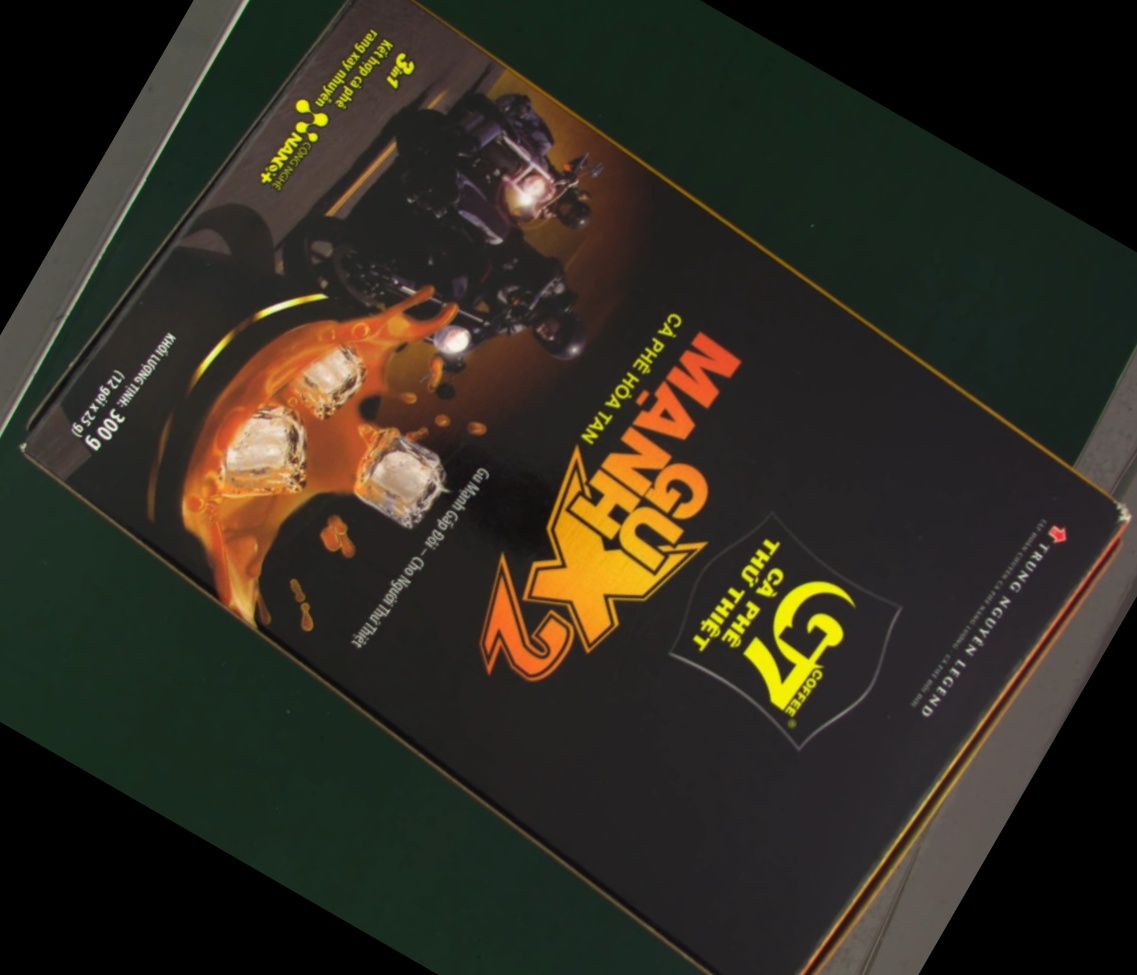 TRUNG NGUYÊN LEGEND
G7
COFFEE®
CÀ PHÊ
THỨ THIỆT
GU
MẠNH
X2
CÀ PHÊ HÒA TAN
Gu Mạnh Gấp Đôi – Cho Người Thứ Thiệt
3in1
Kết hợp cà phê
rang xay nhuyễn
CÔNG NGHỆ
NANO+
KHỐI LƯỢNG TỊNH: 300 g
(12 gói x 25 g)